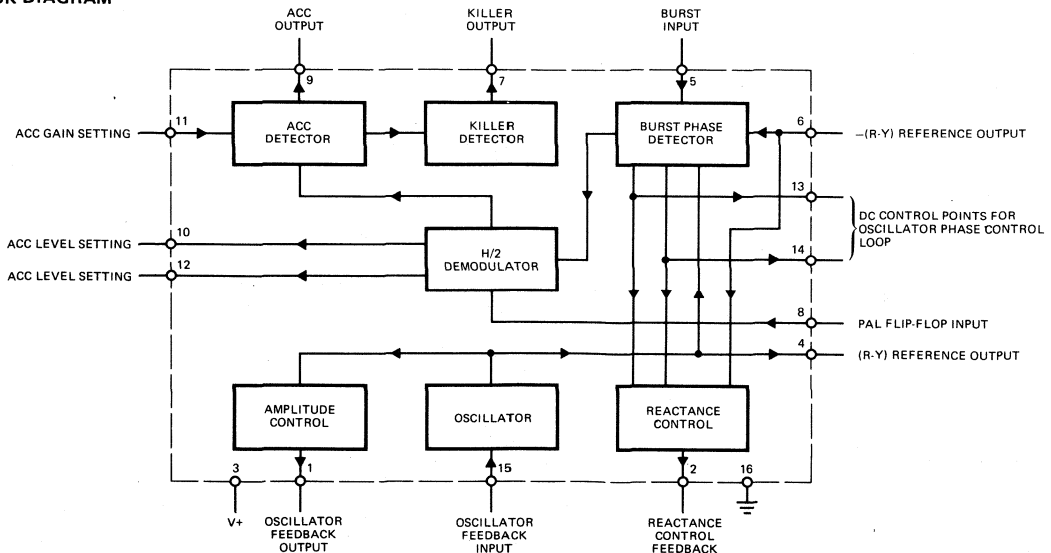 ACC
OUTPUT
KILLER
OUTPUT
BURST
INPUT
9
7
5
11
6
ACC GAIN SETTING
ACC
DETECTOR
KILLER
DETECTOR
BURST PHASE
DETECTOR
–(R-Y) REFERENCE OUTPUT
13
DC CONTROL POINTS FOR
OSCILLATOR PHASE CONTROL
LOOP
14
10
ACC LEVEL SETTING
12
ACC LEVEL SETTING
H/2
DEMODULATOR
8
PAL FLIP-FLOP INPUT
4
(R-Y) REFERENCE OUTPUT
AMPLITUDE
CONTROL
OSCILLATOR
REACTANCE
CONTROL
3
1
15
2
16
V+
OSCILLATOR
FEEDBACK
OUTPUT
OSCILLATOR
FEEDBACK
INPUT
REACTANCE
CONTROL
FEEDBACK